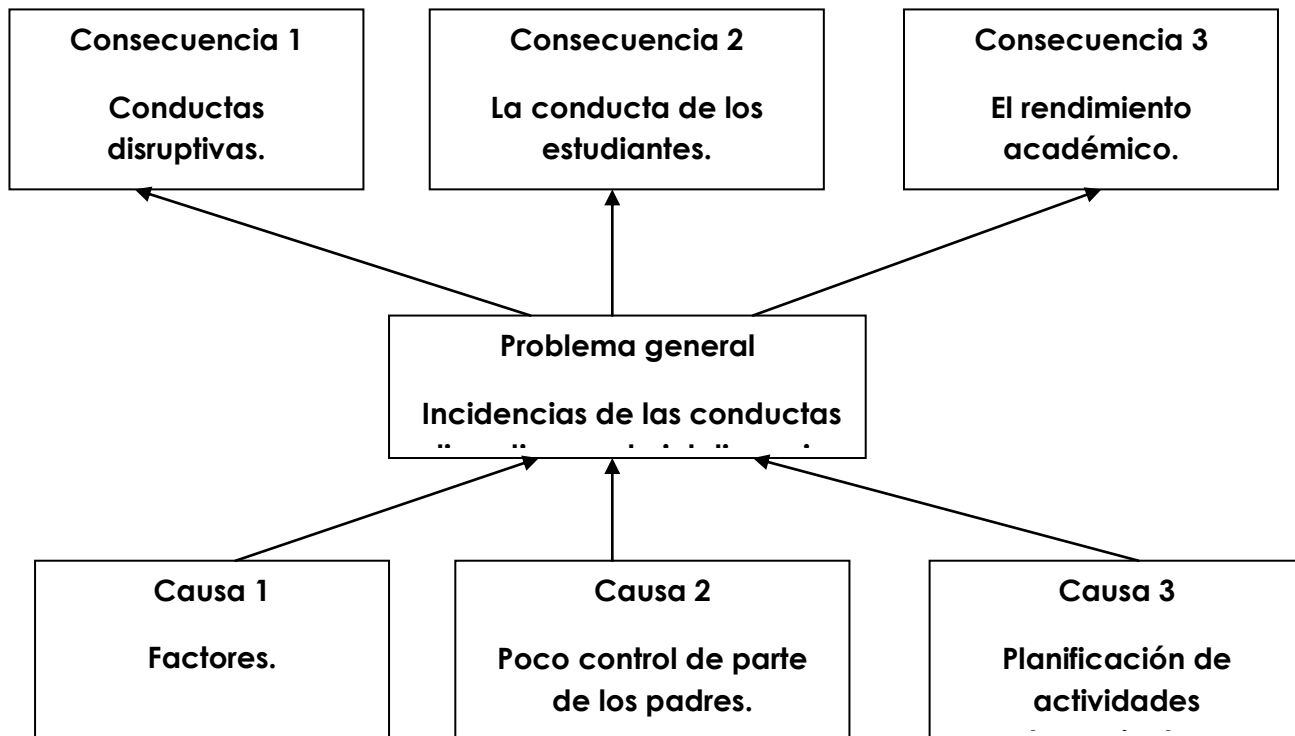 Consecuencia 1
Conductas
disruptivas.
Consecuencia 2
La conducta de los
estudiantes.
Consecuencia 3
El rendimiento
académico.
Problema general
Incidencias de las conductas
Causa 1
Factores.
Causa 2
Poco control de parte
de los padres.
Causa 3
Planificación de
actividades